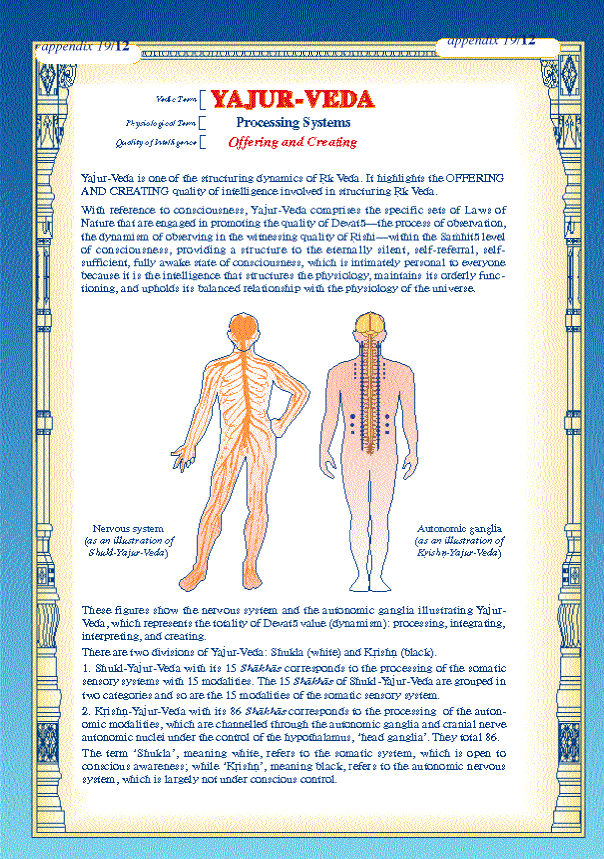 appendix 19/12
appendix 19/12
Vedic Term
YAJUR-VEDA
Physiological Term
Processing Systems
Quality of Intelligence
Offering and Creating
Yajur-Veda is one of the structuring dynamics of Ṛk Veda. It highlights the OFFERING
AND CREATING quality of intelligence involved in structuring Ṛk Veda.
With reference to consciousness, Yajur-Veda comprises the specific sets of Laws of
Nature that are engaged in promoting the quality of Devatā—the process of observation,
the dynamism of observing in the witnessing quality of Ṛishi—within the Saṁhitā level
of consciousness, providing a structure to the eternally silent, self-referral, self-
sufficient, fully awake state of consciousness, which is intimately personal to everyone
because it is the intelligence that structures the physiology, maintains its orderly func-
tioning, and upholds its balanced relationship with the physiology of the universe.
Nervous system
(as an illustration of
Shukl-Yajur-Veda)
Autonomic ganglia
(as an illustration of
Kṛishṇ-Yajur-Veda)
These figures show the nervous system and the autonomic ganglia illustrating Yajur-
Veda, which represents the totality of Devatā value (dynamism): processing, integrating,
interpreting, and creating.
There are two divisions of Yajur-Veda: Shukla (white) and Kṛishṇ (black).
1. Shukl-Yajur-Veda with its 15 Shākhās corresponds to the processing of the somatic
sensory systems with 15 modalities. The 15 Shākhās of Shukl-Yajur-Veda are grouped in
two categories and so are the 15 modalities of the somatic sensory system.
2. Kṛishṇ-Yajur-Veda with its 86 Shākhās corresponds to the processing of the auton-
omic modalities, which are channelled through the autonomic ganglia and cranial nerve
autonomic nuclei under the control of the hypothalamus, ‘head ganglia’. They total 86.
The term ‘Shukla’, meaning white, refers to the somatic system, which is open to
conscious awareness; while ‘Kṛishṇ’, meaning black, refers to the autonomic nervous
system, which is largely not under conscious control.